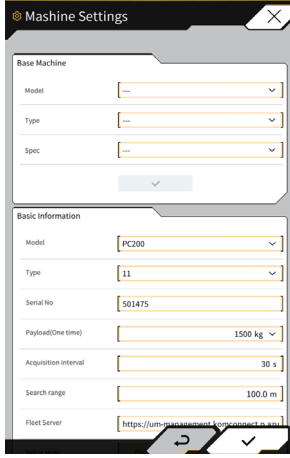 Mashine Settings
Base Machine
Model ---
Type ---
Spec ---
Basic Information
Model PC200
Type 11
Serial No 501475
Payload(One time) 1500 kg
Acquisition interval 30 s
Search range 100.0 m
Fleet Server https://um-management.komconnect.p.azu